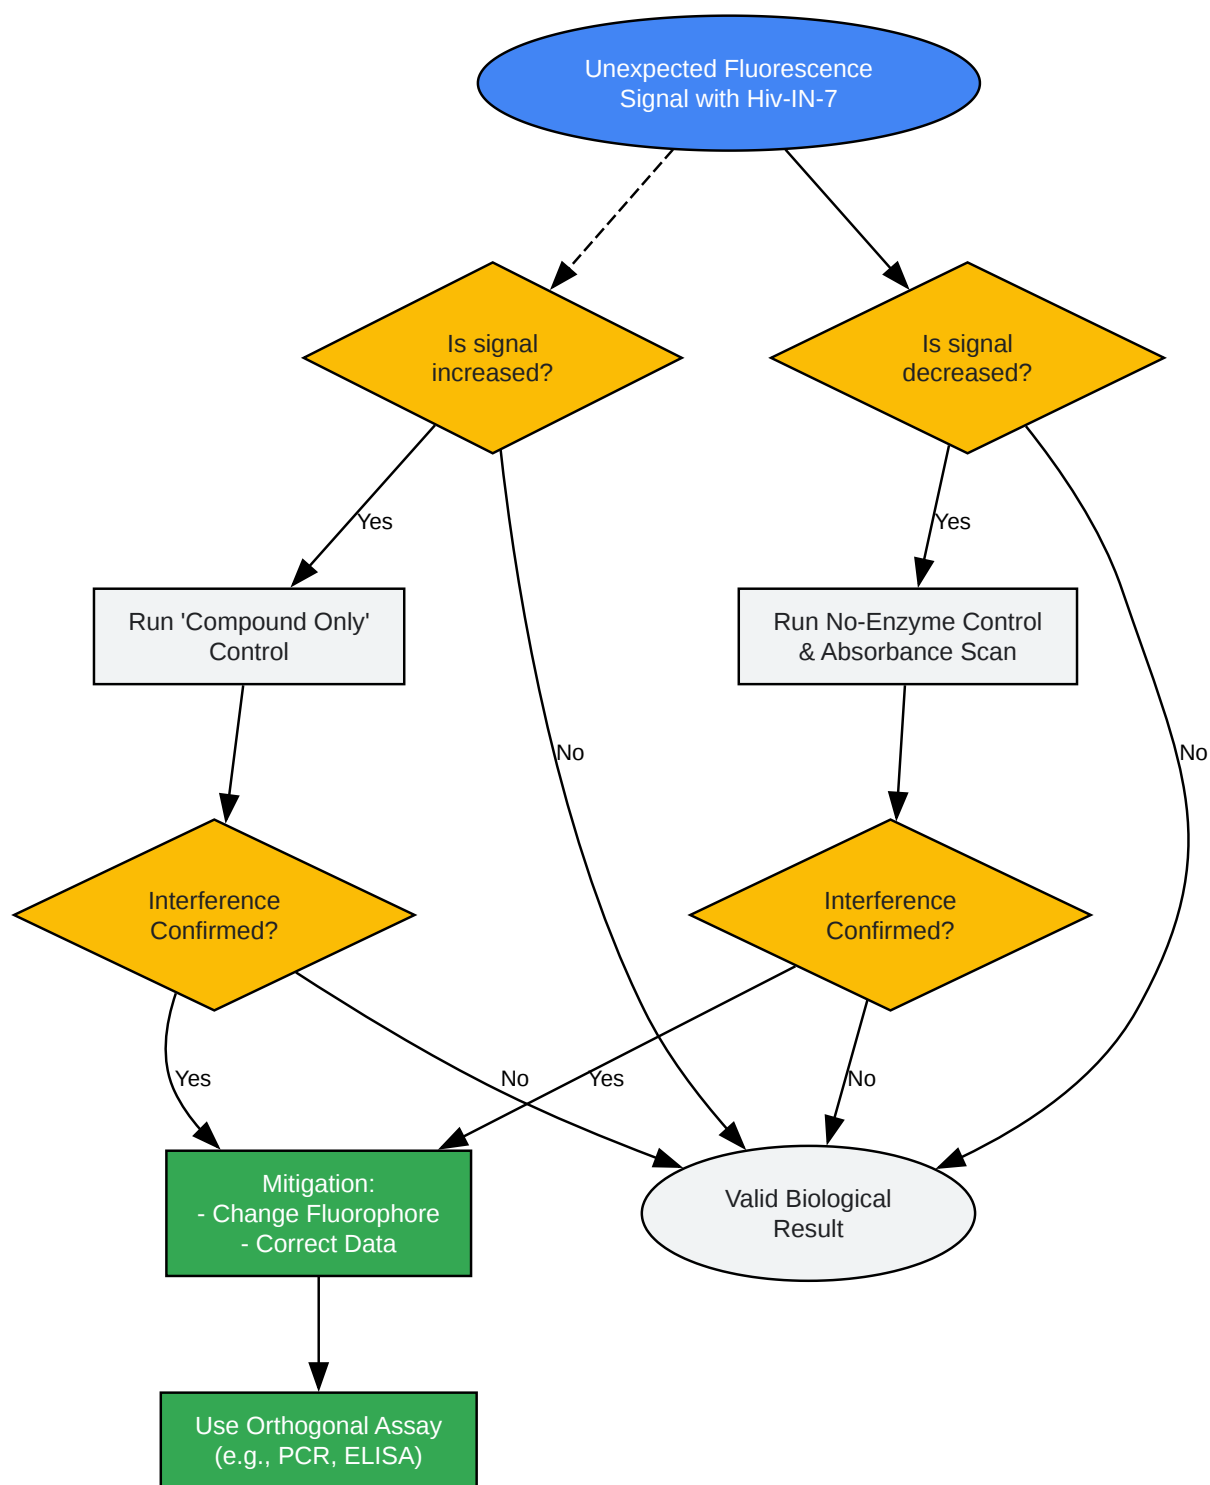 Unexpected Fluorescence
Signal with Hiv-IN-7
Is signal
increased?
Is signal
decreased?
Yes
Yes
Run 'Compound Only'
Control
Run No-Enzyme Control
& Absorbance Scan
No
No
Interference
Confirmed?
Interference
Confirmed?
Yes
No
Yes
No
Mitigation:
- Change Fluorophore
- Correct Data
Valid Biological
Result
Use Orthogonal Assay
(e.g., PCR, ELISA)